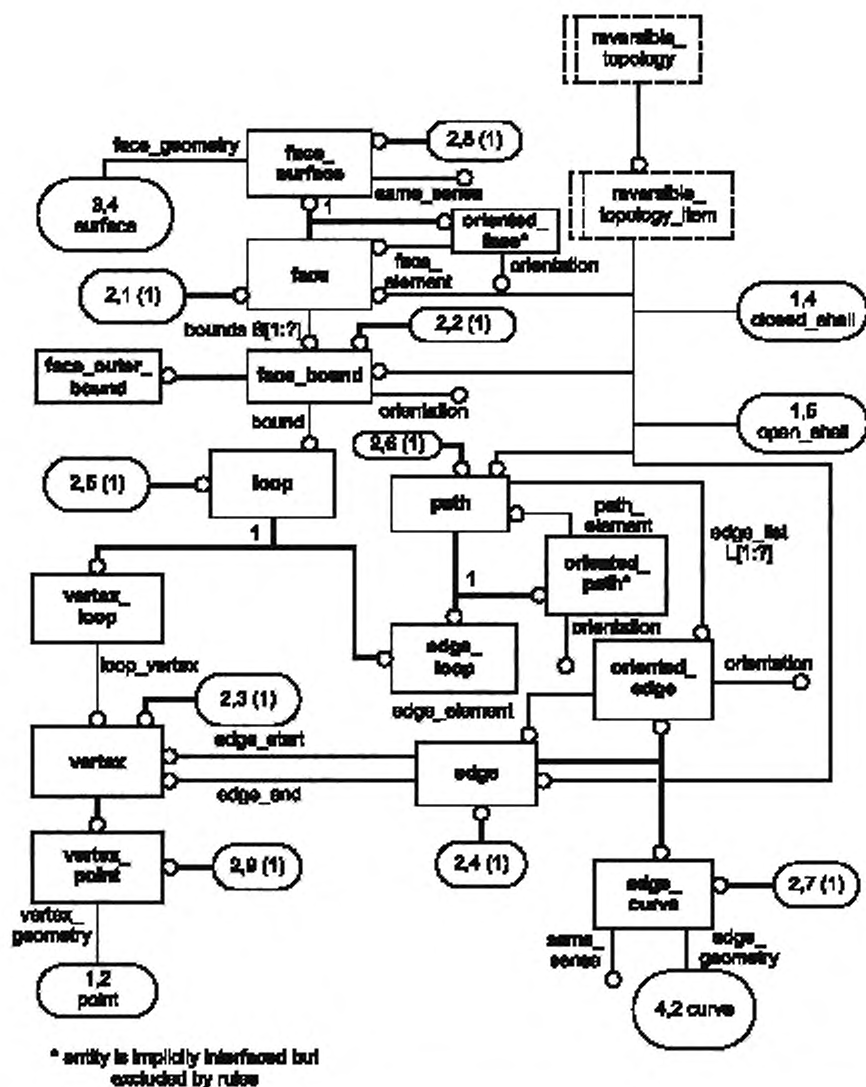 reversible_
topology
face_geometry
face_
surface
2,8 (1)
same_sense
3,4
surface
1
reversible_
topology_item
oriented_
face*
face
face_
element
orientation
2,1 (1)
bounds S[1:?]
2,2 (1)
1,4
closed_shell
face_outer_
bound
face_bound
orientation
bound
1,5
open_shell
2,6 (1)
2,5 (1)
loop
path
path_
element
edge_list
L[1:?]
1
oriented_
path*
1
vertex_
loop
orientation
edge_
loop
oriented_
edge
orientation
loop_vertex
2,3 (1)
edge_element
edge_start
vertex
edge
edge_end
vertex_
point
2,9 (1)
2,4 (1)
edge_
curve
2,7 (1)
vertex_
geometry
same_
sense
edge_
geometry
1,2
point
4,2 curve
* entity is implicitly interfaced but
excluded by rules